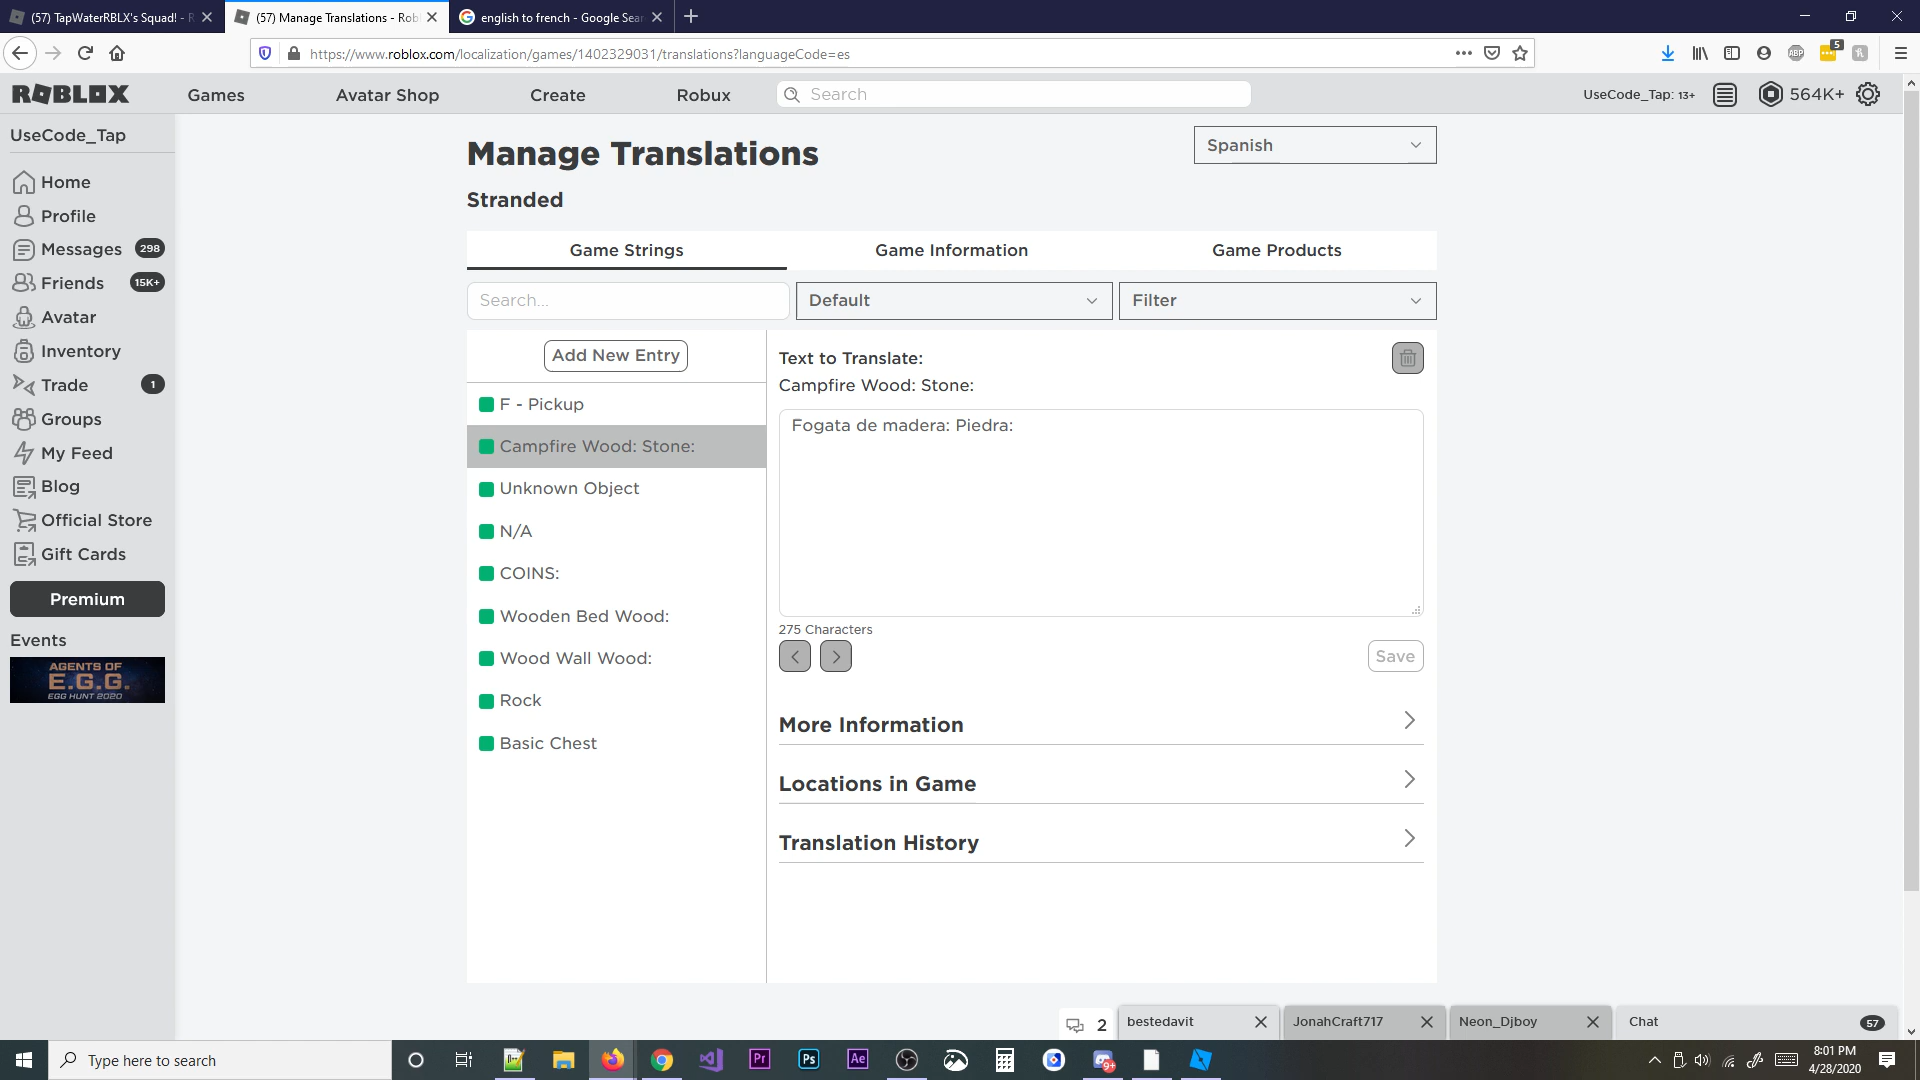 (57) TapWaterRBLX's Squad! - R
(57) Manage Translations - Rob
english to french - Google Sear
https://www.roblox.com/localization/games/1402329031/translations?languageCode=es
ABP
5
ROBLOX
Games
Avatar Shop
Create
Robux
Search
UseCode_Tap: 13+
564K+
UseCode_Tap
Home
Profile
Messages 298
Friends 15K+
Avatar
Inventory
Trade 1
Groups
My Feed
Blog
Official Store
Gift Cards
Premium
Events
AGENTS OF
E.G.G.
EGG HUNT 2020
Manage Translations
Spanish
Stranded
Game Strings
Game Information
Game Products
Search...
Default
Filter
Add New Entry
F - Pickup
Campfire Wood: Stone:
Unknown Object
N/A
COINS:
Wooden Bed Wood:
Wood Wall Wood:
Rock
Basic Chest
Text to Translate:
Campfire Wood: Stone:
Fogata de madera: Piedra:
275 Characters
Save
More Information
Locations in Game
Translation History
2
bestedavit
JonahCraft717
Neon_Djboy
Chat
57
Type here to search
Pr
Ps
Ae
9+
8:01 PM
4/28/2020